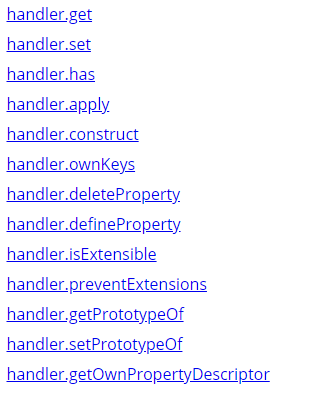 handler.get
handler.set
handler.has
handler.apply
handler.construct
handler.ownKeys
handler.deleteProperty
handler.defineProperty
handler.isExtensible
handler.preventExtensions
handler.getPrototypeOf
handler.setPrototypeOf
handler.getOwnPropertyDescriptor